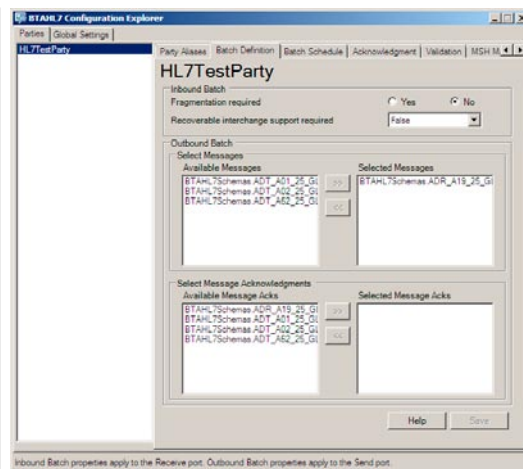 BTAHL7 Configuration Explorer
Parties Global Settings
HL7TestParty
Party Aliases Batch Definition Batch Schedule Acknowledgment Validation MSH M
HL7TestParty
Inbound Batch
Fragmentation required Yes No
Recoverable interchange support required False
Outbound Batch
Select Messages
Available Messages Selected Messages
BTAHL7Schemas.ADT_A01_25_GL >> BTAHL7Schemas.ADR_A19_25_GL
BTAHL7Schemas.ADT_A02_25_GL
BTAHL7Schemas.ADT_A62_25_GL
<<
Select Message Acknowledgments
Available Message Acks Selected Message Acks
BTAHL7Schemas.ADR_A19_25_GL >>
BTAHL7Schemas.ADT_A01_25_GL
BTAHL7Schemas.ADT_A02_25_GL <<
BTAHL7Schemas.ADT_A62_25_GL
Help Save
Inbound Batch properties apply to the Receive port. Outbound Batch properties apply to the Send port.